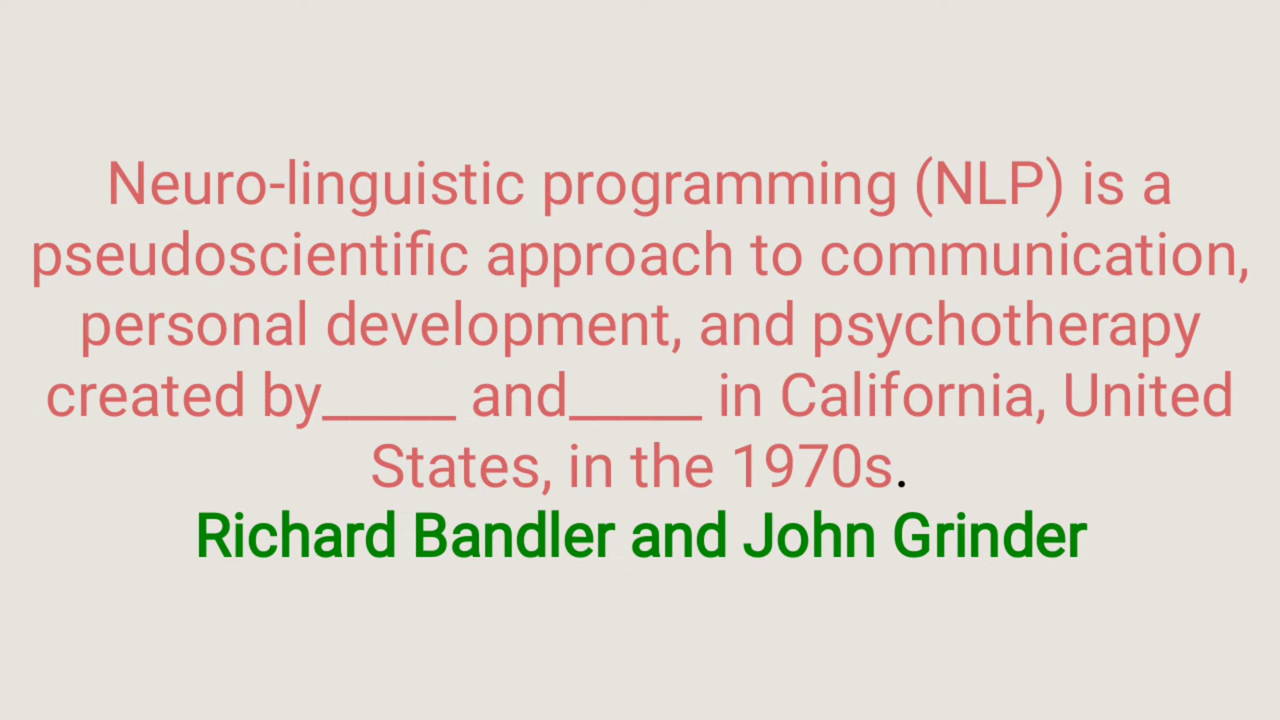 Neuro-linguistic programming (NLP) is a
pseudoscientific approach to communication,
personal development, and psychotherapy
created by_____ and_____ in California, United
States, in the 1970s.
Richard Bandler and John Grinder